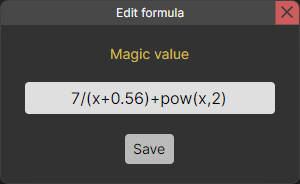 Edit formula
Magic value
7/(x+0.56)+pow(x,2)
Save